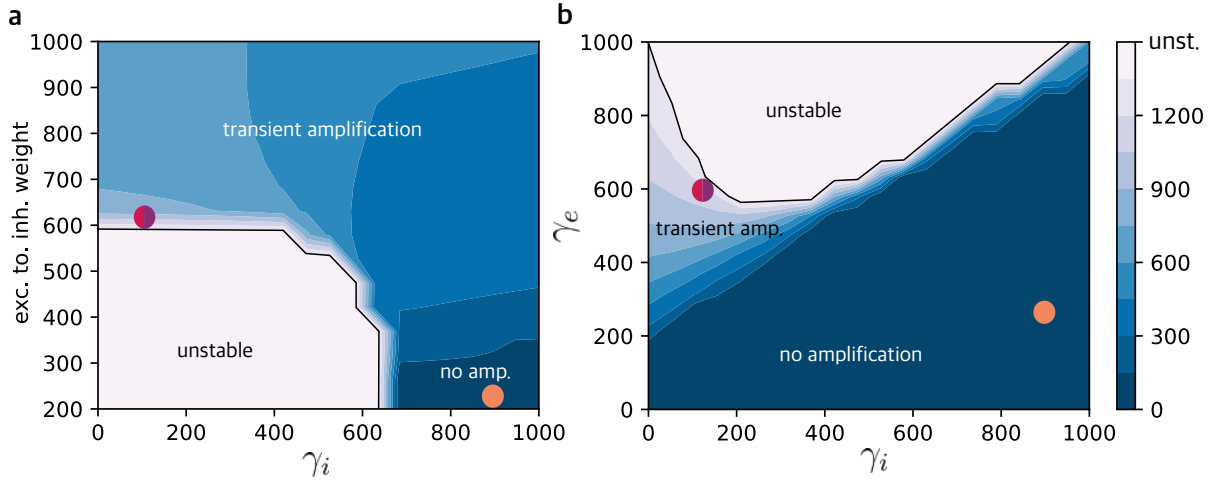 a
exc. to. inh. weight
1000
900
800
700
600
500
400
300
200
transient amplification
unstable
no amp.
0
200
400
600
800
1000
γi
b
γe
1000
800
600
400
200
0
unstable
transient amp.
no amplification
0
200
400
600
800
1000
γi
unst.
1200
900
600
300
0